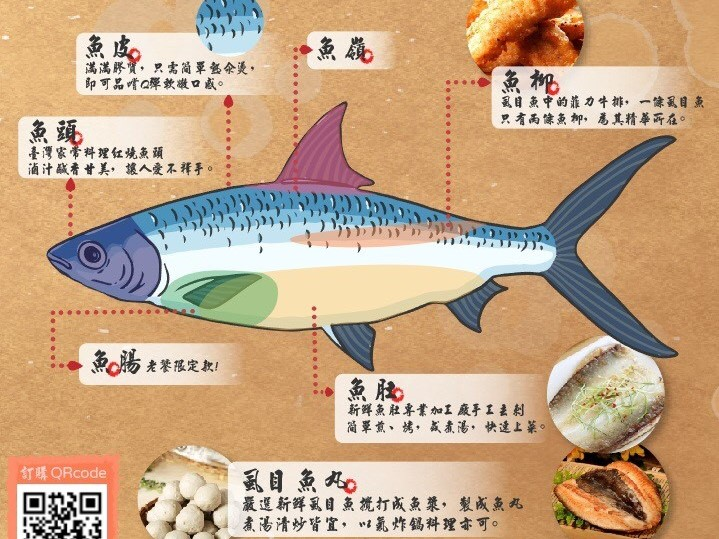 魚皮
滿滿膠質,只需簡單氽燙,
即可品嚐Q彈軟嫩口感。
魚嶺
魚柳
虱目魚中的菲力牛排,一條虱目魚
只有兩條魚柳,為其精華所在。
魚頭
臺灣家常料理紅燒魚頭
滷汁鹹香甘美,讓人愛不釋手。
魚腸 老饕限定款!
魚肚
新鮮魚肚專業加工廠手工去刺
簡單煎、烤,或煮湯,快速上菜。
虱目魚丸
嚴選新鮮虱目魚攪打成魚漿,製成魚丸
煮湯清炒皆宜,以氣炸鍋料理亦可。
訂購 QRcode